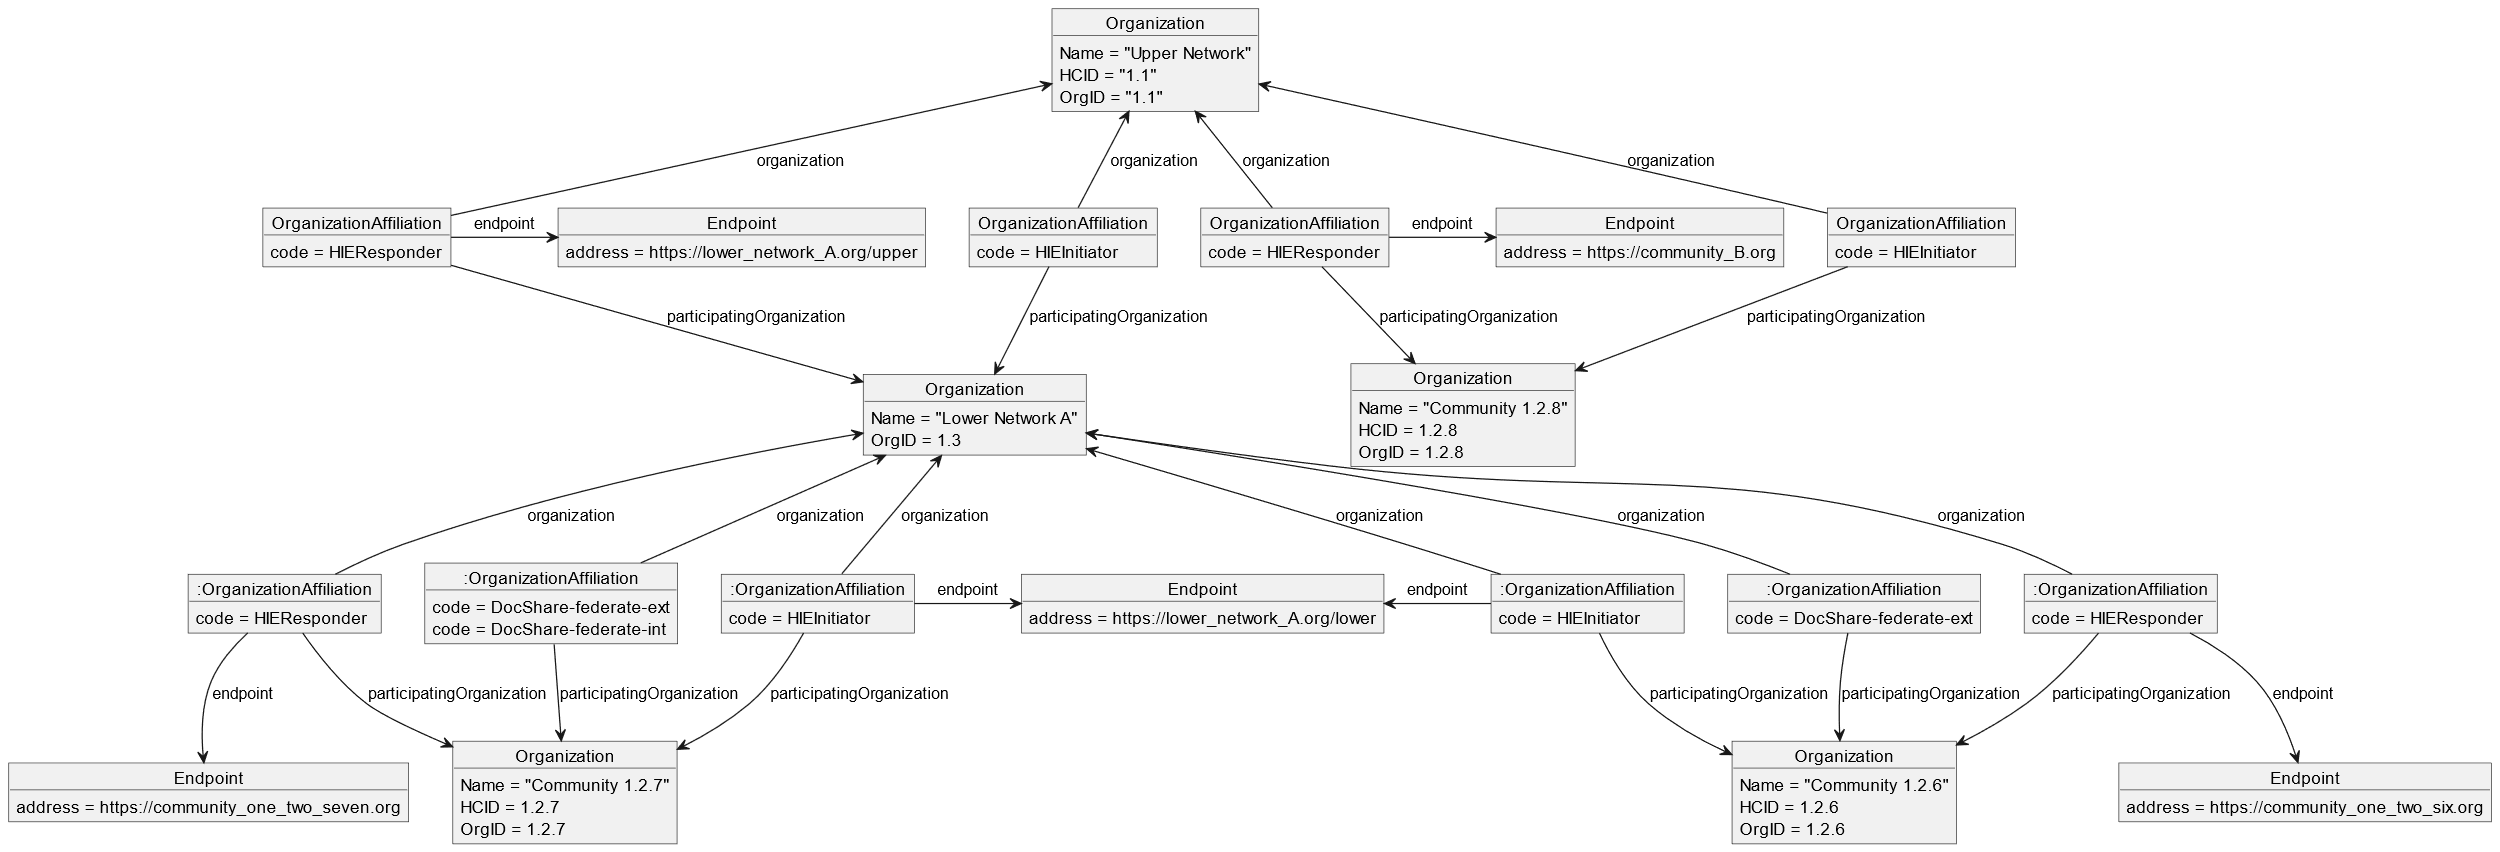 Organization
Name = "Upper Network"
HCID = "1.1"
OrgID = "1.1"
organization
organization
organization
organization
OrganizationAffiliation
code = HIEResponder
endpoint
Endpoint
address = https://lower_network_A.org/upper
OrganizationAffiliation
code = HIEInitiator
OrganizationAffiliation
code = HIEResponder
endpoint
Endpoint
address = https://community_B.org
OrganizationAffiliation
code = HIEInitiator
participatingOrganization
participatingOrganization
participatingOrganization
participatingOrganization
Organization
Name = "Lower Network A"
OrgID = 1.3
Organization
Name = "Community 1.2.8"
HCID = 1.2.8
OrgID = 1.2.8
organization
organization
organization
organization
organization
organization
:OrganizationAffiliation
code = HIEResponder
:OrganizationAffiliation
code = DocShare-federate-ext
code = DocShare-federate-int
:OrganizationAffiliation
code = HIEInitiator
endpoint
Endpoint
address = https://lower_network_A.org/lower
endpoint
:OrganizationAffiliation
code = HIEInitiator
:OrganizationAffiliation
code = DocShare-federate-ext
:OrganizationAffiliation
code = HIEResponder
endpoint
participatingOrganization
participatingOrganization
participatingOrganization
participatingOrganization
participatingOrganization
participatingOrganization
endpoint
Endpoint
address = https://community_one_two_seven.org
Organization
Name = "Community 1.2.7"
HCID = 1.2.7
OrgID = 1.2.7
Organization
Name = "Community 1.2.6"
HCID = 1.2.6
OrgID = 1.2.6
Endpoint
address = https://community_one_two_six.org